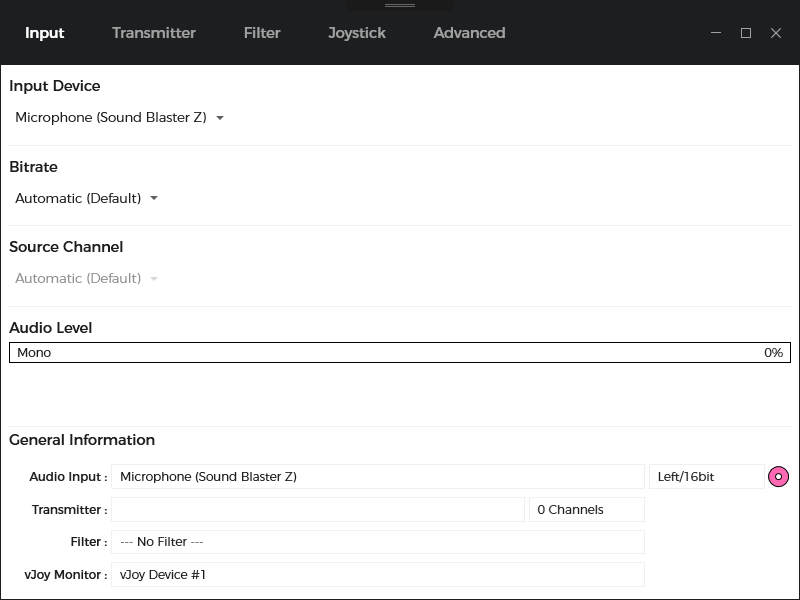 Input Transmitter Filter Joystick Advanced
Input Device
Microphone (Sound Blaster Z)
Bitrate
Automatic (Default)
Source Channel
Automatic (Default)
Audio Level
Mono 0%
General Information
Audio Input : Microphone (Sound Blaster Z) Left/16bit
Transmitter : 0 Channels
Filter : --- No Filter ---
vJoy Monitor : vJoy Device #1